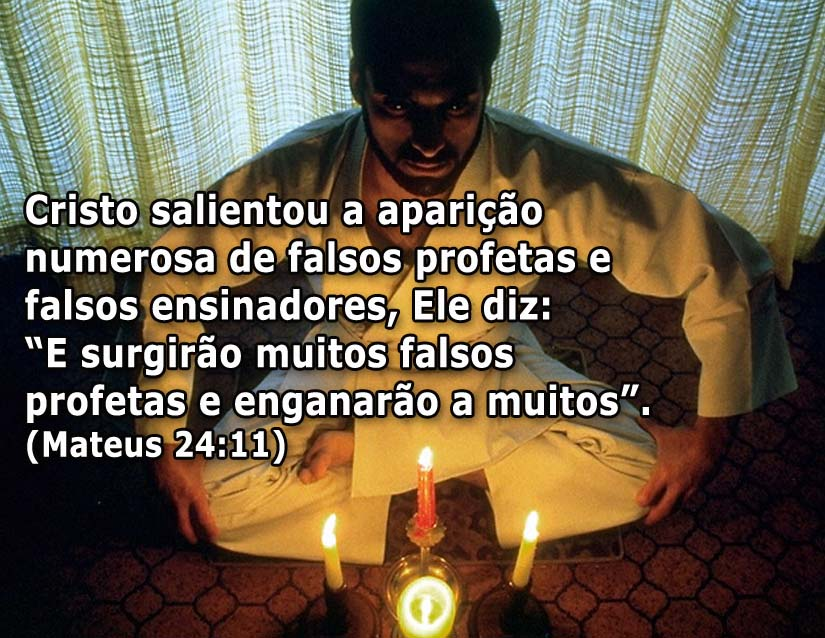 Cristo salientou a aparição
numerosa de falsos profetas e
falsos ensinadores, Ele diz:
“E surgirão muitos falsos
profetas e enganarão a muitos”.
(Mateus 24:11)